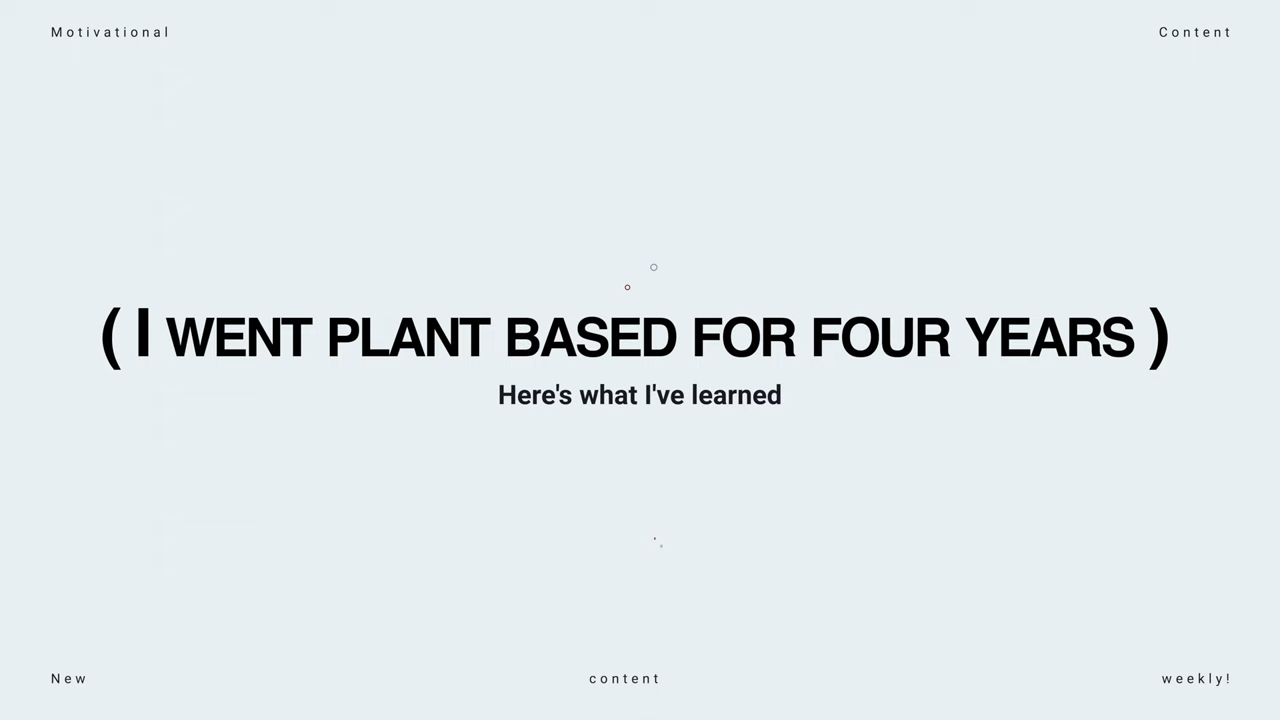 Motivational Content
( I WENT PLANT BASED FOR FOUR YEARS )
Here's what I've learned
New content weekly!